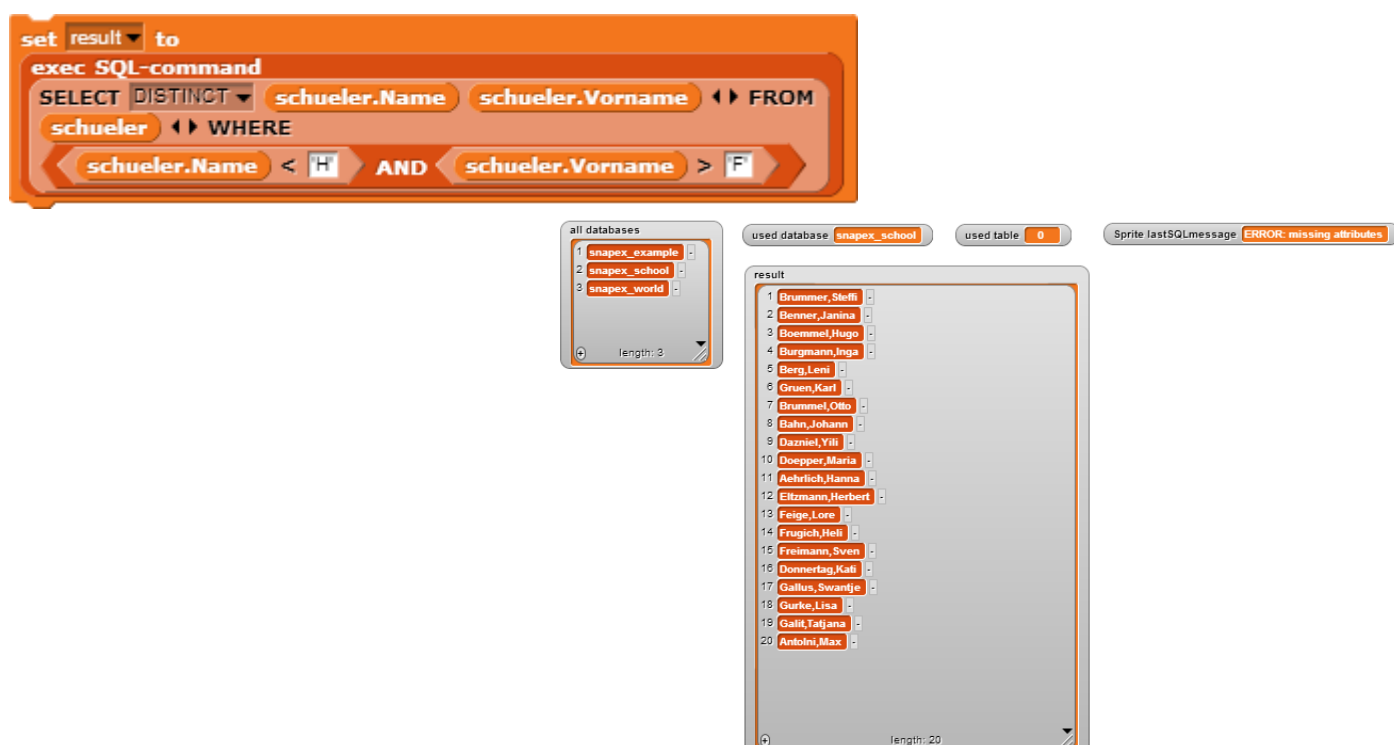 set result to
exec SQL-command
SELECT DISTINCT schueler.Name schueler.Vorname FROM
schueler WHERE
schueler.Name < 'H' AND schueler.Vorname > 'F'
all databases
1 snapex_example -
2 snapex_school -
3 snapex_world -
+ length: 3
used database snapex_school
used table 0
Sprite lastSQLmessage ERROR: missing attributes
result
1 Brummer,Steffi -
2 Benner,Janina -
3 Boemmel,Hugo -
4 Burgmann,Inga -
5 Berg,Leni -
6 Gruen,Karl -
7 Brummel,Otto -
8 Bahn,Johann -
9 Dazniel,Yili -
10 Doepper,Maria -
11 Aehrlich,Hanna -
12 Eltzmann,Herbert -
13 Feige,Lore -
14 Frugich,Heli -
15 Freimann,Sven -
16 Donnertag,Kati -
17 Gallus,Swantje -
18 Gurke,Lisa -
19 Galit,Tatjana -
20 Antolni,Max -
+ length: 20